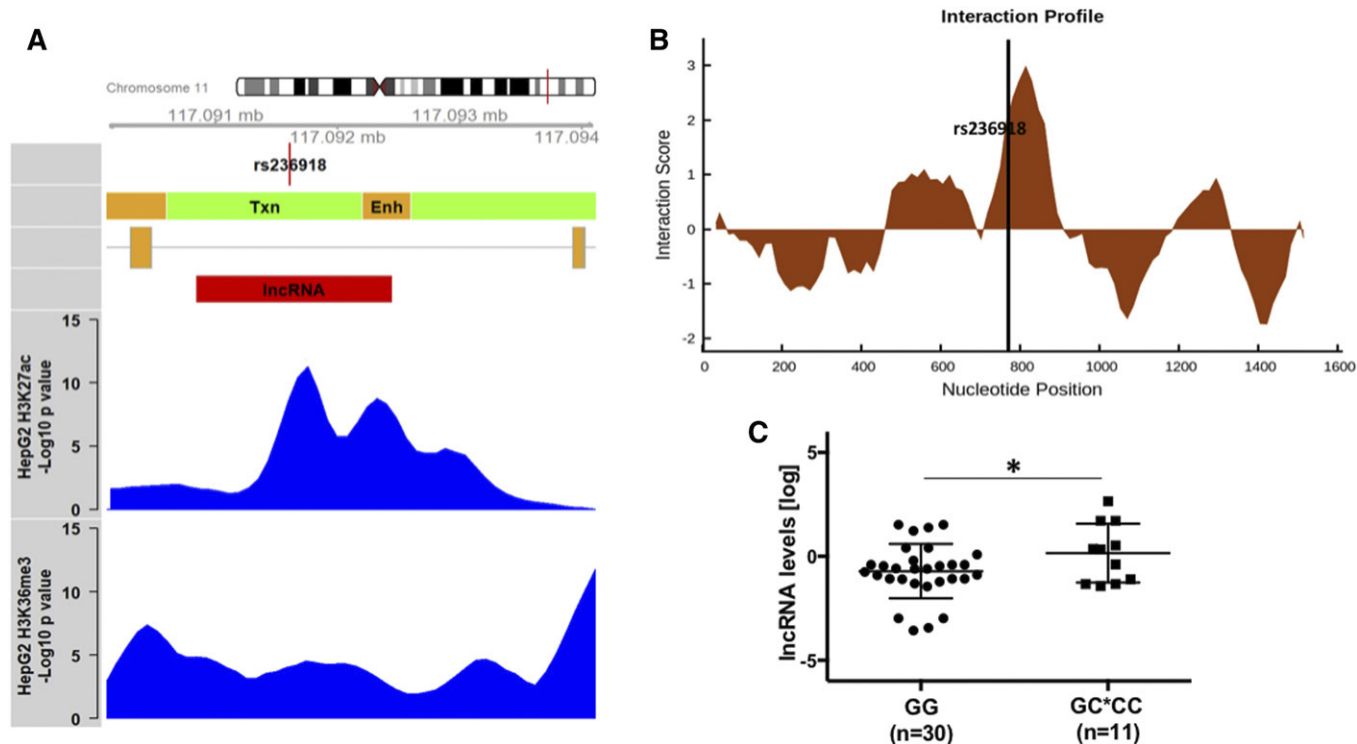 A
Chromosome 11
117.091 mb
117.093 mb
117.092 mb
117.094
rs236918
Txn
Enh
lncRNA
HepG2 H3K27ac
-Log10 p value
15
10
5
0
HepG2 H3K36me3
-Log10 p value
15
10
5
0
B
Interaction Profile
rs236918
Interaction Score
3
2
1
0
-1
-2
0 200 400 600 800 1000 1200 1400 1600
Nucleotide Position
C
lncRNA levels [log]
5
0
-5
*
GG
(n=30)
GC*CC
(n=11)